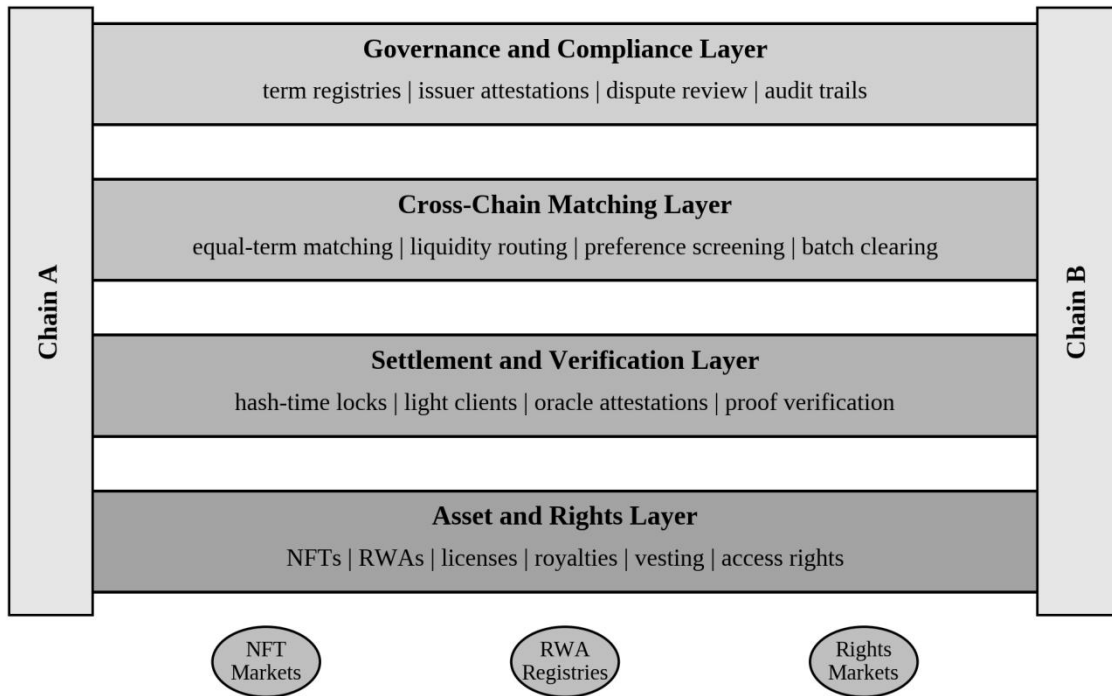 Governance and Compliance Layer
term registries | issuer attestations | dispute review | audit trails
Cross-Chain Matching Layer
equal-term matching | liquidity routing | preference screening | batch clearing
Chain A
Chain B
Settlement and Verification Layer
hash-time locks | light clients | oracle attestations | proof verification
Asset and Rights Layer
NFTs | RWAs | licenses | royalties | vesting | access rights
NFT
Markets
RWA
Registries
Rights
Markets